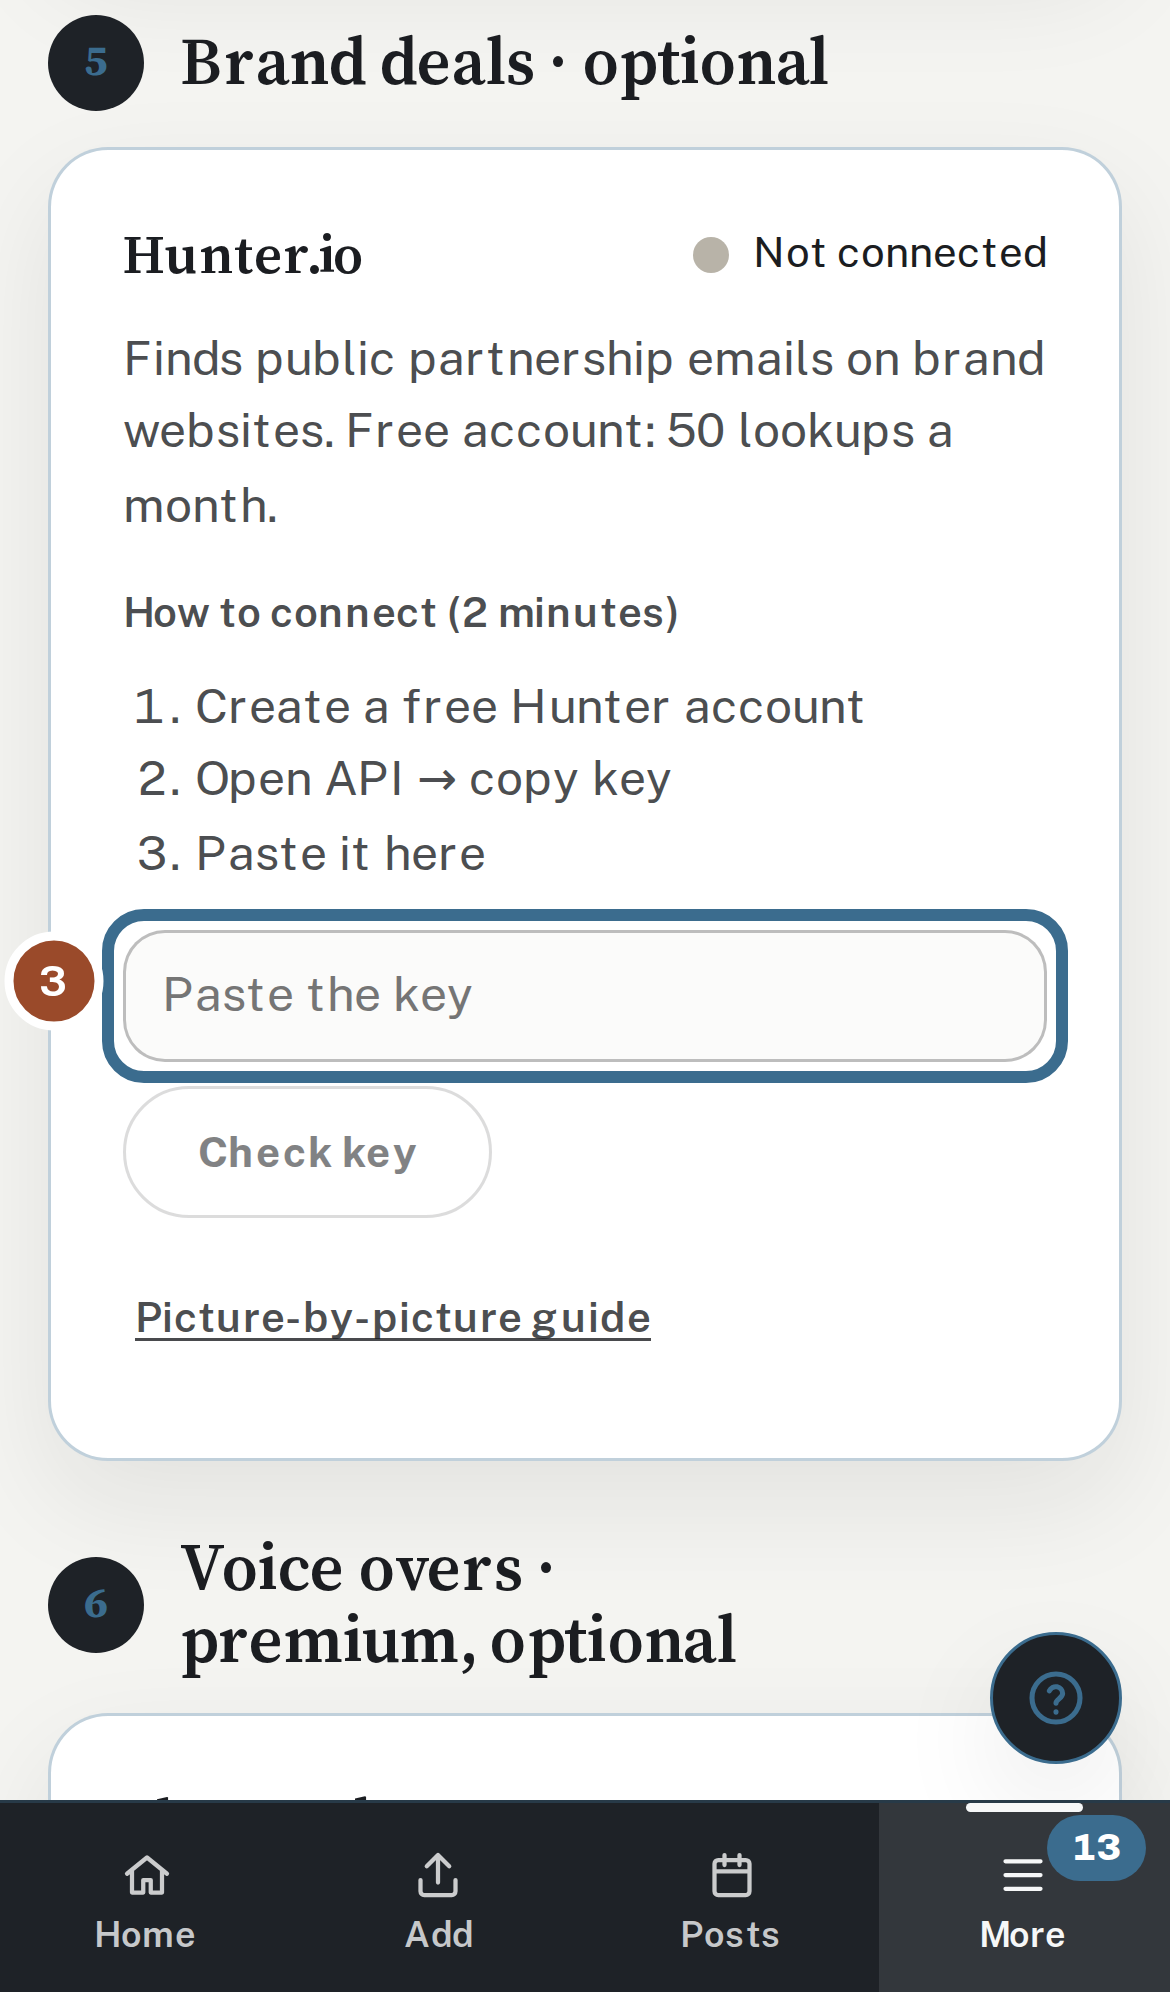 5
Brand deals · optional
Hunter.io
Not connected
Finds public partnership emails on brand
websites. Free account: 50 lookups a
month.
How to connect (2 minutes)
1. Create a free Hunter account
2. Open API → copy key
3. Paste it here
3
Paste the key
Check key
Picture-by-picture guide
6
Voice overs ·
premium, optional
?
13
Home
Add
Posts
More